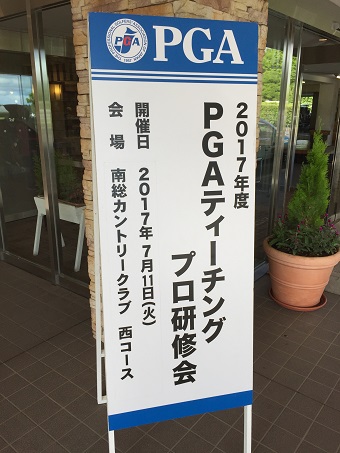 PGA
PGA
2017年度
PGAティーチング
プロ研修会
開催日 2017年7月11日(火)
会場 南総カントリークラブ 西コース